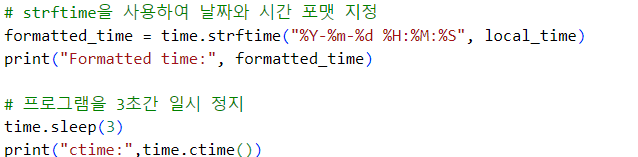 # strftime을 사용하여 날짜와 시간 포맷 지정
formatted_time = time.strftime("%Y-%m-%d %H:%M:%S", local_time)
print("Formatted time:", formatted_time)
# 프로그램을 3초간 일시 정지
time.sleep(3)
print("ctime:",time.ctime())